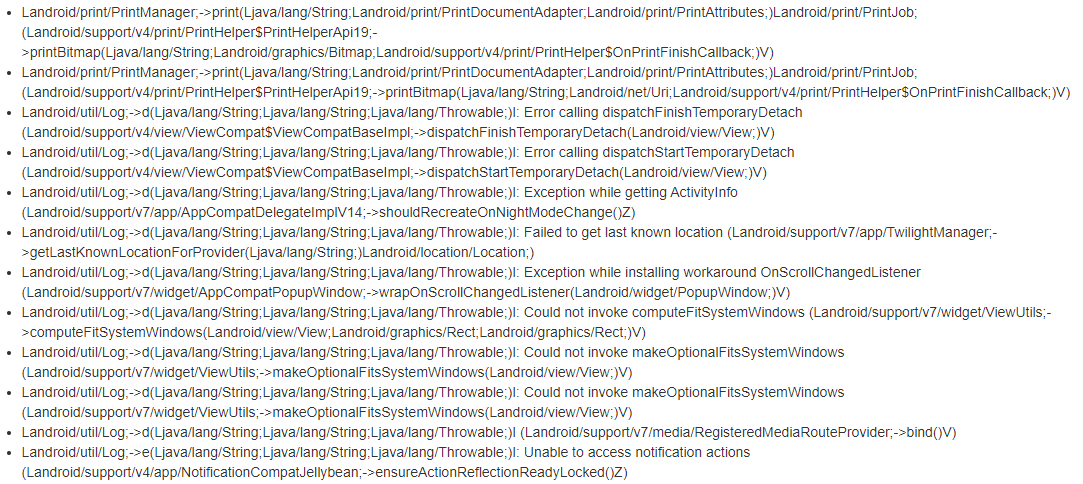 • Landroid/print/PrintManager;->print(Ljava/lang/String;Landroid/print/PrintDocumentAdapter;Landroid/print/PrintAttributes;)Landroid/print/PrintJob;
(Landroid/support/v4/print/PrintHelper$PrintHelperApi19;-
>printBitmap(Ljava/lang/String;Landroid/graphics/Bitmap;Landroid/support/v4/print/PrintHelper$OnPrintFinishCallback;)V)
• Landroid/print/PrintManager;->print(Ljava/lang/String;Landroid/print/PrintDocumentAdapter;Landroid/print/PrintAttributes;)Landroid/print/PrintJob;
(Landroid/support/v4/print/PrintHelper$PrintHelperApi19;->printBitmap(Ljava/lang/String;Landroid/net/Uri;Landroid/support/v4/print/PrintHelper$OnPrintFinishCallback;)V)
• Landroid/util/Log;->d(Ljava/lang/String;Ljava/lang/String;Ljava/lang/Throwable;)I: Error calling dispatchFinishTemporaryDetach
(Landroid/support/v4/view/ViewCompat$ViewCompatBaseImpl;->dispatchFinishTemporaryDetach(Landroid/view/View;)V)
• Landroid/util/Log;->d(Ljava/lang/String;Ljava/lang/String;Ljava/lang/Throwable;)I: Error calling dispatchStartTemporaryDetach
(Landroid/support/v4/view/ViewCompat$ViewCompatBaseImpl;->dispatchStartTemporaryDetach(Landroid/view/View;)V)
• Landroid/util/Log;->d(Ljava/lang/String;Ljava/lang/String;Ljava/lang/Throwable;)I: Exception while getting ActivityInfo
(Landroid/support/v7/app/AppCompatDelegateImplV14;->shouldRecreateOnNightModeChange()Z)
• Landroid/util/Log;->d(Ljava/lang/String;Ljava/lang/String;Ljava/lang/Throwable;)I: Failed to get last known location (Landroid/support/v7/app/TwilightManager;-
>getLastKnownLocationForProvider(Ljava/lang/String;)Landroid/location/Location;)
• Landroid/util/Log;->d(Ljava/lang/String;Ljava/lang/String;Ljava/lang/Throwable;)I: Exception while installing workaround OnScrollChangedListener
(Landroid/support/v7/widget/AppCompatPopupWindow;->wrapOnScrollChangedListener(Landroid/widget/PopupWindow;)V)
• Landroid/util/Log;->d(Ljava/lang/String;Ljava/lang/String;Ljava/lang/Throwable;)I: Could not invoke computeFitSystemWindows (Landroid/support/v7/widget/ViewUtils;-
>computeFitSystemWindows(Landroid/view/View;Landroid/graphics/Rect;Landroid/graphics/Rect;)V)
• Landroid/util/Log;->d(Ljava/lang/String;Ljava/lang/String;Ljava/lang/Throwable;)I: Could not invoke makeOptionalFitsSystemWindows
(Landroid/support/v7/widget/ViewUtils;->makeOptionalFitsSystemWindows(Landroid/view/View;)V)
• Landroid/util/Log;->d(Ljava/lang/String;Ljava/lang/String;Ljava/lang/Throwable;)I: Could not invoke makeOptionalFitsSystemWindows
(Landroid/support/v7/widget/ViewUtils;->makeOptionalFitsSystemWindows(Landroid/view/View;)V)
• Landroid/util/Log;->d(Ljava/lang/String;Ljava/lang/String;Ljava/lang/Throwable;)I (Landroid/support/v7/media/RegisteredMediaRouteProvider;->bind()V)
• Landroid/util/Log;->e(Ljava/lang/String;Ljava/lang/String;Ljava/lang/Throwable;)I: Unable to access notification actions
(Landroid/support/v4/app/NotificationCompatJellybean;->ensureActionReflectionReadyLocked()Z)